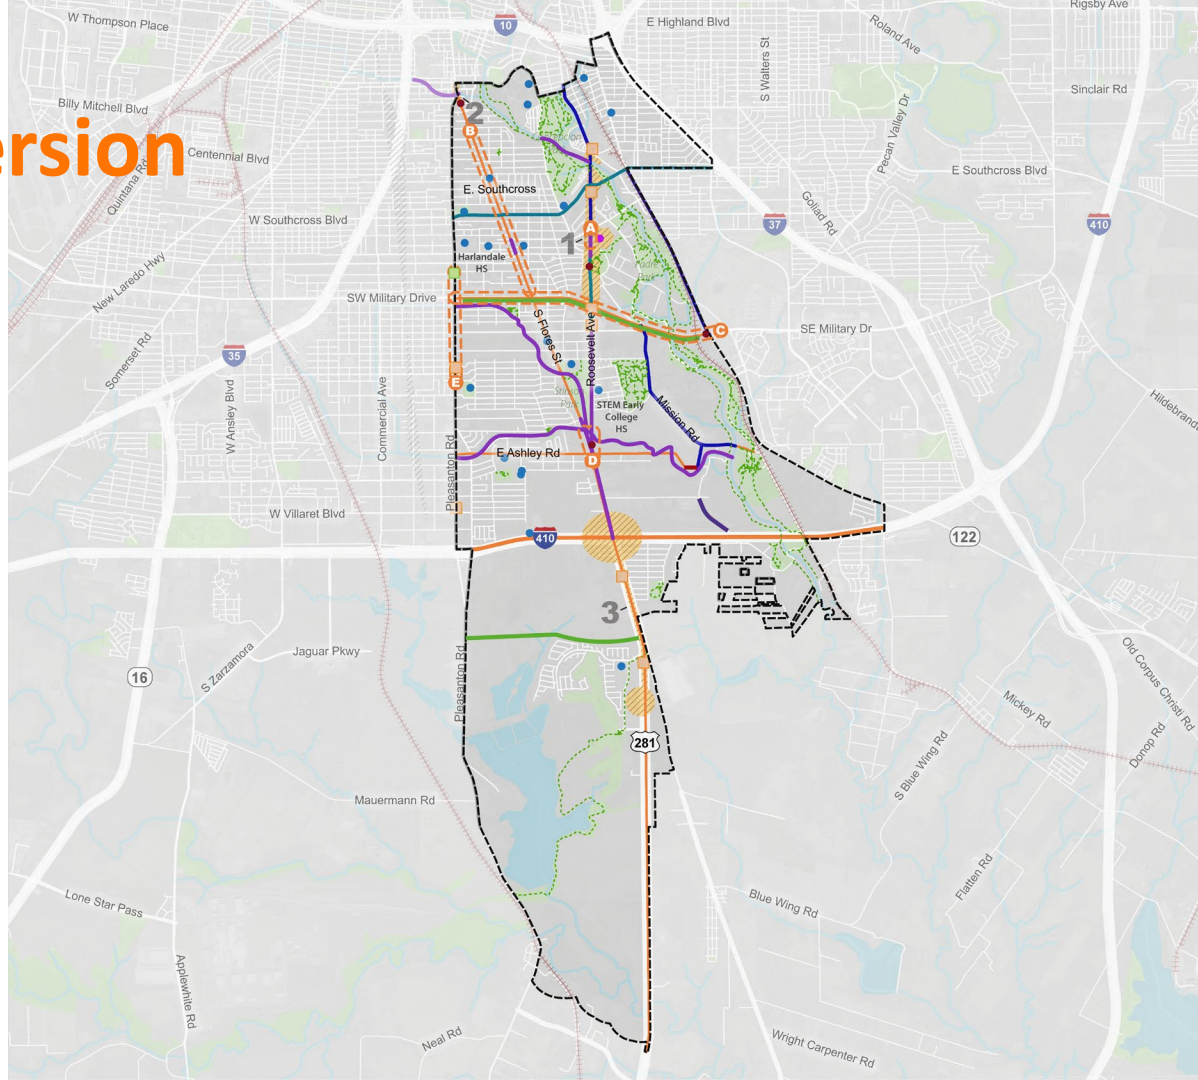 Rigsby Ave
W Thompson Place
10
E Highland Blvd
Roland Ave
S Walters St
Sinclair Rd
Billy Mitchell Blvd
2
B
Pecan Valley Dr
ersion
Centennial Blvd
Quintana Rd
E Southcross Blvd
E. Southcross
W Southcross Blvd
Goliad Rd
37
410
A
1
Harlandale
HS
New Laredo Hwy
SW Military Drive
S Flores St
Roosevelt Ave
C
SE Military Dr
Somerset Rd
35
E
W Ansley Blvd
Commercial Ave
STEM Early
College
HS
Mission Rd
Hildebrand
Pleasanton Rd
E Ashley Rd
D
W Villaret Blvd
410
122
3
Jaguar Pkwy
S Zarzamora
16
Pleasanton Rd
Old Corpus Christi Rd
Mickey Rd
281
S Blue Wing Rd
Donop Rd
Mauermann Rd
Flatten Rd
Lone Star Pass
Blue Wing Rd
Applewhite Rd
Neal Rd
Wright Carpenter Rd